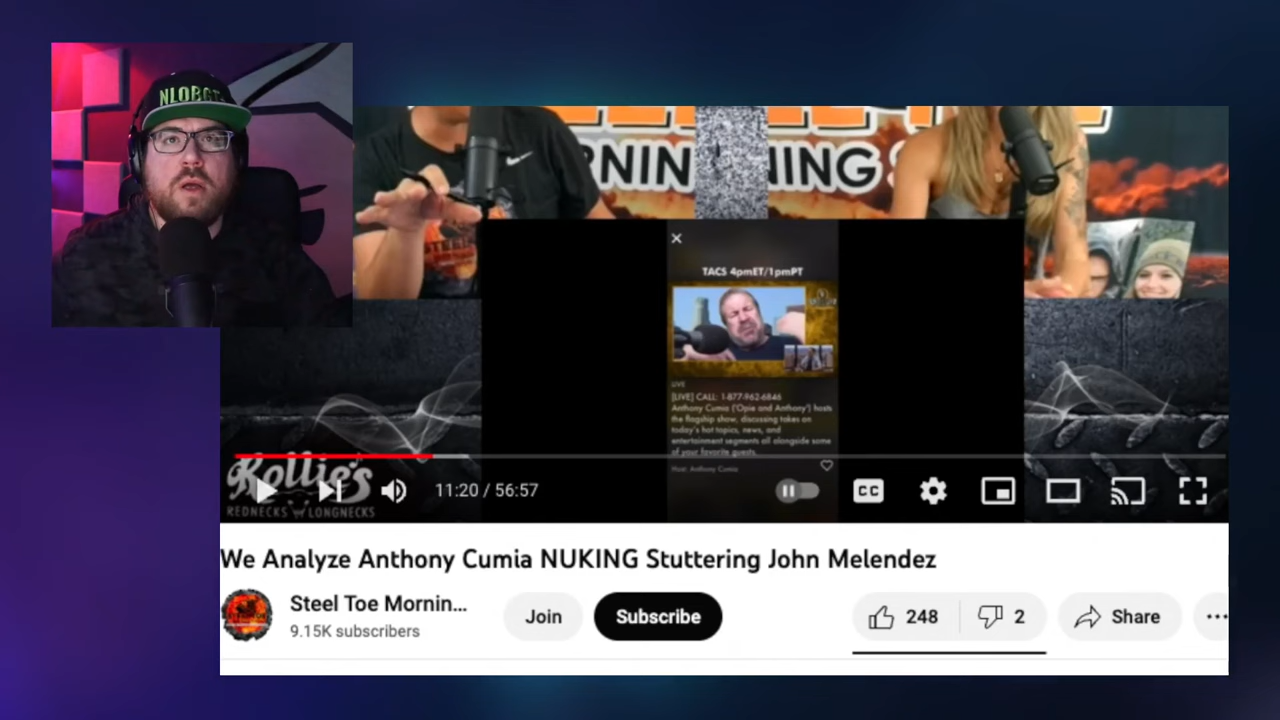 NLOBGT
RNIN
NING
TACS 4pmET/1pmPT
LIVE
[LIVE] CALL: 1-877-962-6846
Anthony Cumia ('Opie and Anthony') hosts
the flagship show, discussing takes on
today's hot topics, news, and
entertainment segments all alongside some
of your favorite guests.
Host: Anthony Cumia
Kollie's
REDNECKS LONGNECKS
11:20 / 56:57
CC
We Analyze Anthony Cumia NUKING Stuttering John Melendez
Steel Toe Mornin...
9.15K subscribers
Join
Subscribe
248
2
Share